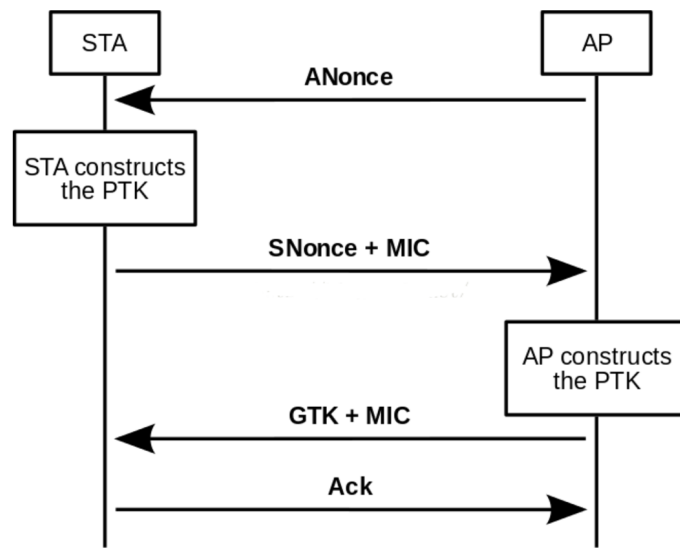 STA
AP
ANonce
STA constructs
the PTK
SNonce + MIC
AP constructs
the PTK
GTK + MIC
Ack